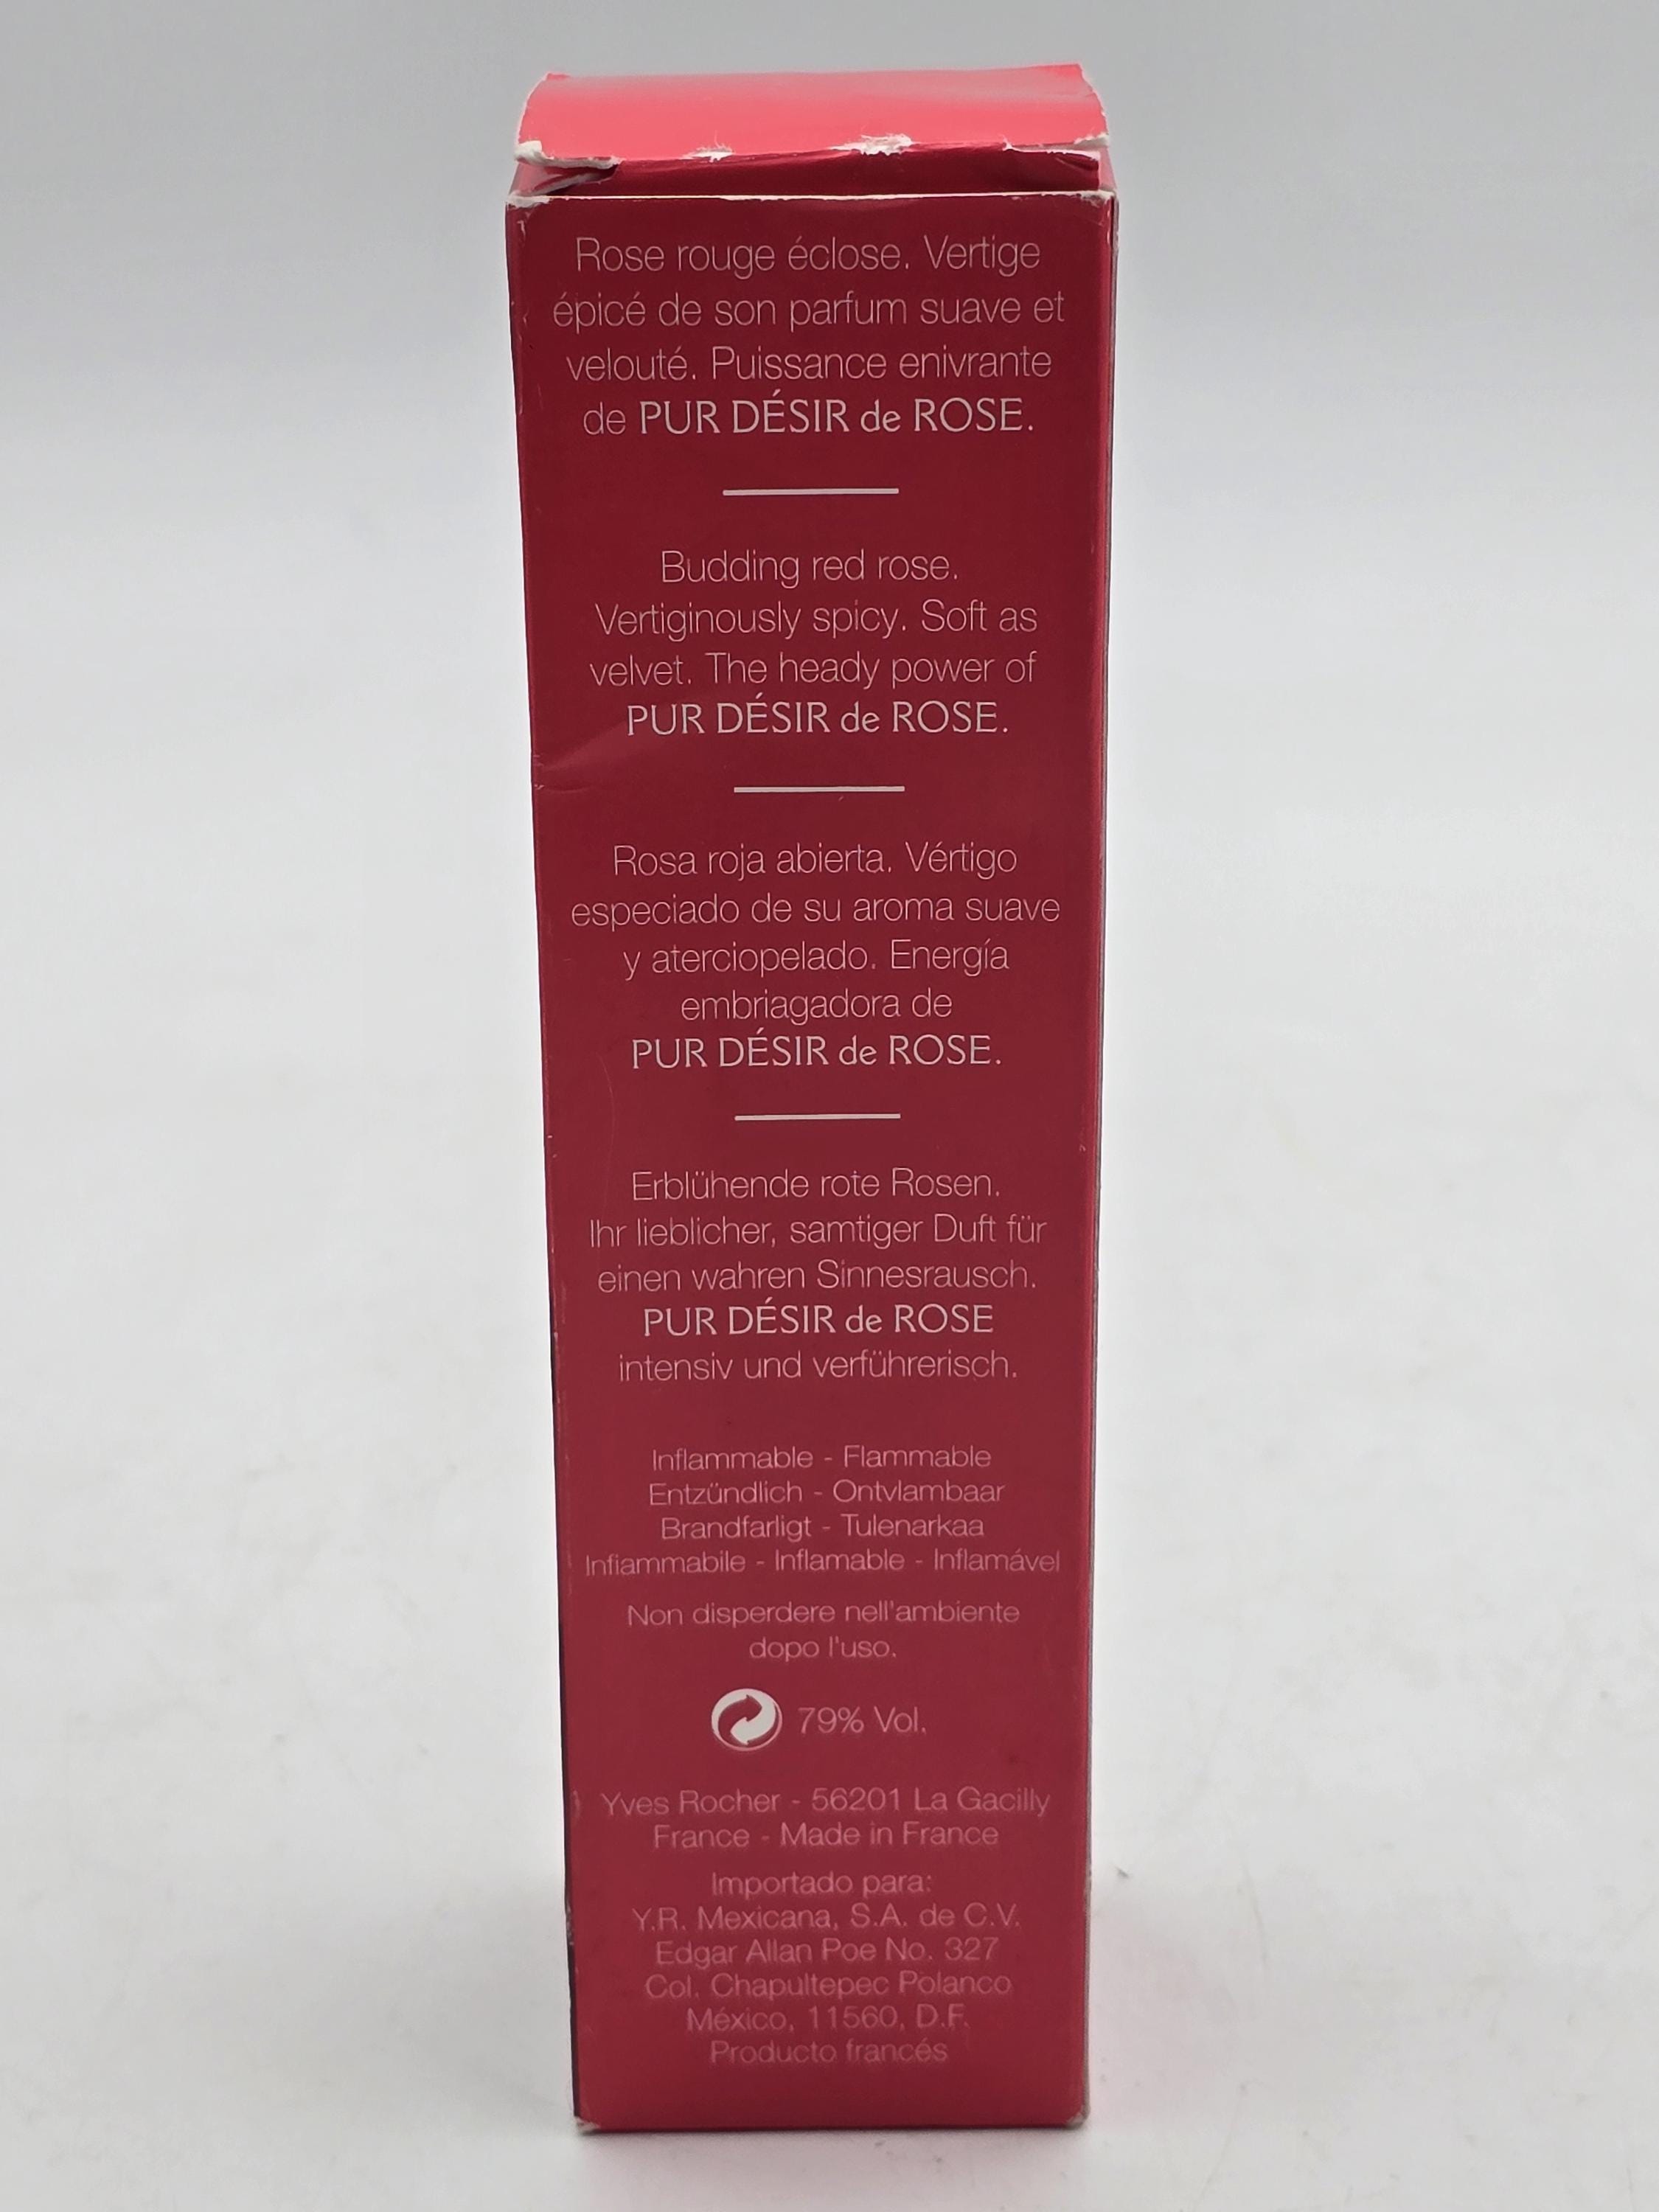 Rose rouge éclose. Vertige
épicé de son parfum suave et
velouté. Puissance enivrante
de PUR DÉSIR de ROSE.
Budding red rose.
Vertiginously spicy. Soft as
velvet. The heady power of
PUR DÉSIR de ROSE.
Rosa roja abierta. Vértigo
especiado de su aroma suave
y aterciopelado. Energía
embriagadora de
PUR DÉSIR de ROSE.
Erblühende rote Rosen.
Ihr lieblicher, samtiger Duft für
einen wahren Sinnesrausch.
PUR DÉSIR de ROSE
intensiv und verführerisch.
Inflammable - Flammable
Entzündlich - Ontvlambaar
Brandfarligt - Tulenarkaa
Infiammabile - Inflamable - Inflamável
Non disperdere nell'ambiente
dopo l'uso.
79% Vol.
Yves Rocher - 56201 La Gacilly
France - Made in France
Importado para:
Y.R. Mexicana, S.A. de C.V.
Edgar Allan Poe No. 327
Col. Chapultepec Polanco
México, 11560, D.F.
Producto francés